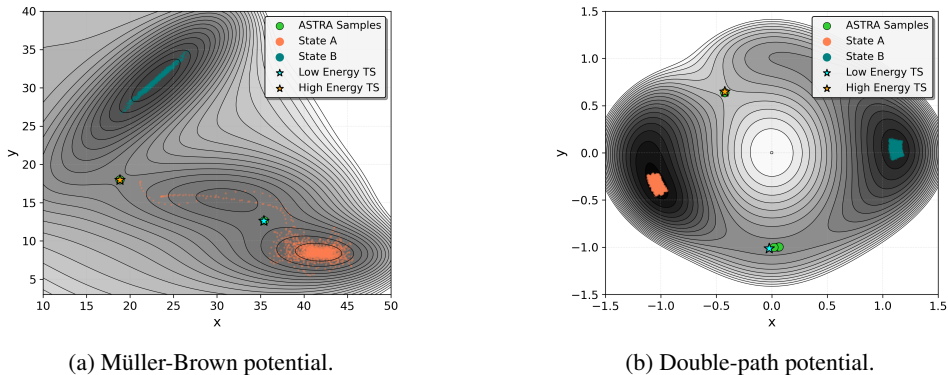 40
35
30
25
20
15
10
5
y
10 15 20 25 30 35 40 45 50
x
ASTRA Samples
State A
State B
Low Energy TS
High Energy TS
(a) Müller-Brown potential.
1.5
1.0
0.5
0.0
−0.5
−1.0
−1.5
y
−1.5 −1.0 −0.5 0.0 0.5 1.0 1.5
x
ASTRA Samples
State A
State B
Low Energy TS
High Energy TS
(b) Double-path potential.